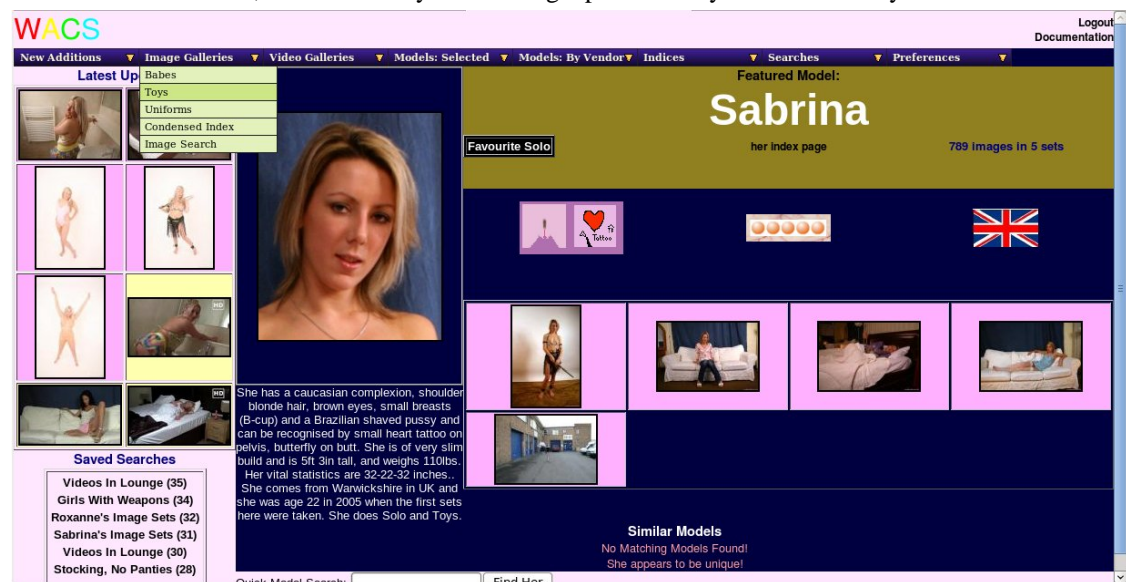 WACS
Logout
Documentation
New Additions Image Galleries Video Galleries Models: Selected Models: By Vendor Indices Searches Preferences
Babes
Toys
Uniforms
Condensed Index
Image Search
Latest Up
HD
HD
Saved Searches
Videos In Lounge (35)
Girls With Weapons (34)
Roxanne's Image Sets (32)
Sabrina's Image Sets (31)
Videos In Lounge (30)
Stocking, No Panties (28)
She has a caucasian complexion, shoulder
blonde hair, brown eyes, small breasts
(B-cup) and a Brazilian shaved pussy and
can be recognised by small heart tattoo on
pelvis, butterfly on butt. She is of very slim
build and is 5ft 3in tall, and weighs 110lbs.
Her vital statistics are 32-22-32 inches..
She comes from Warwickshire in UK and
she was age 22 in 2005 when the first sets
here were taken. She does Solo and Toys.
Featured Model:
Sabrina
Favourite Solo her index page 789 images in 5 sets
Tattoo
Similar Models
No Matching Models Found!
She appears to be unique!
Quick Model Search: Find Her